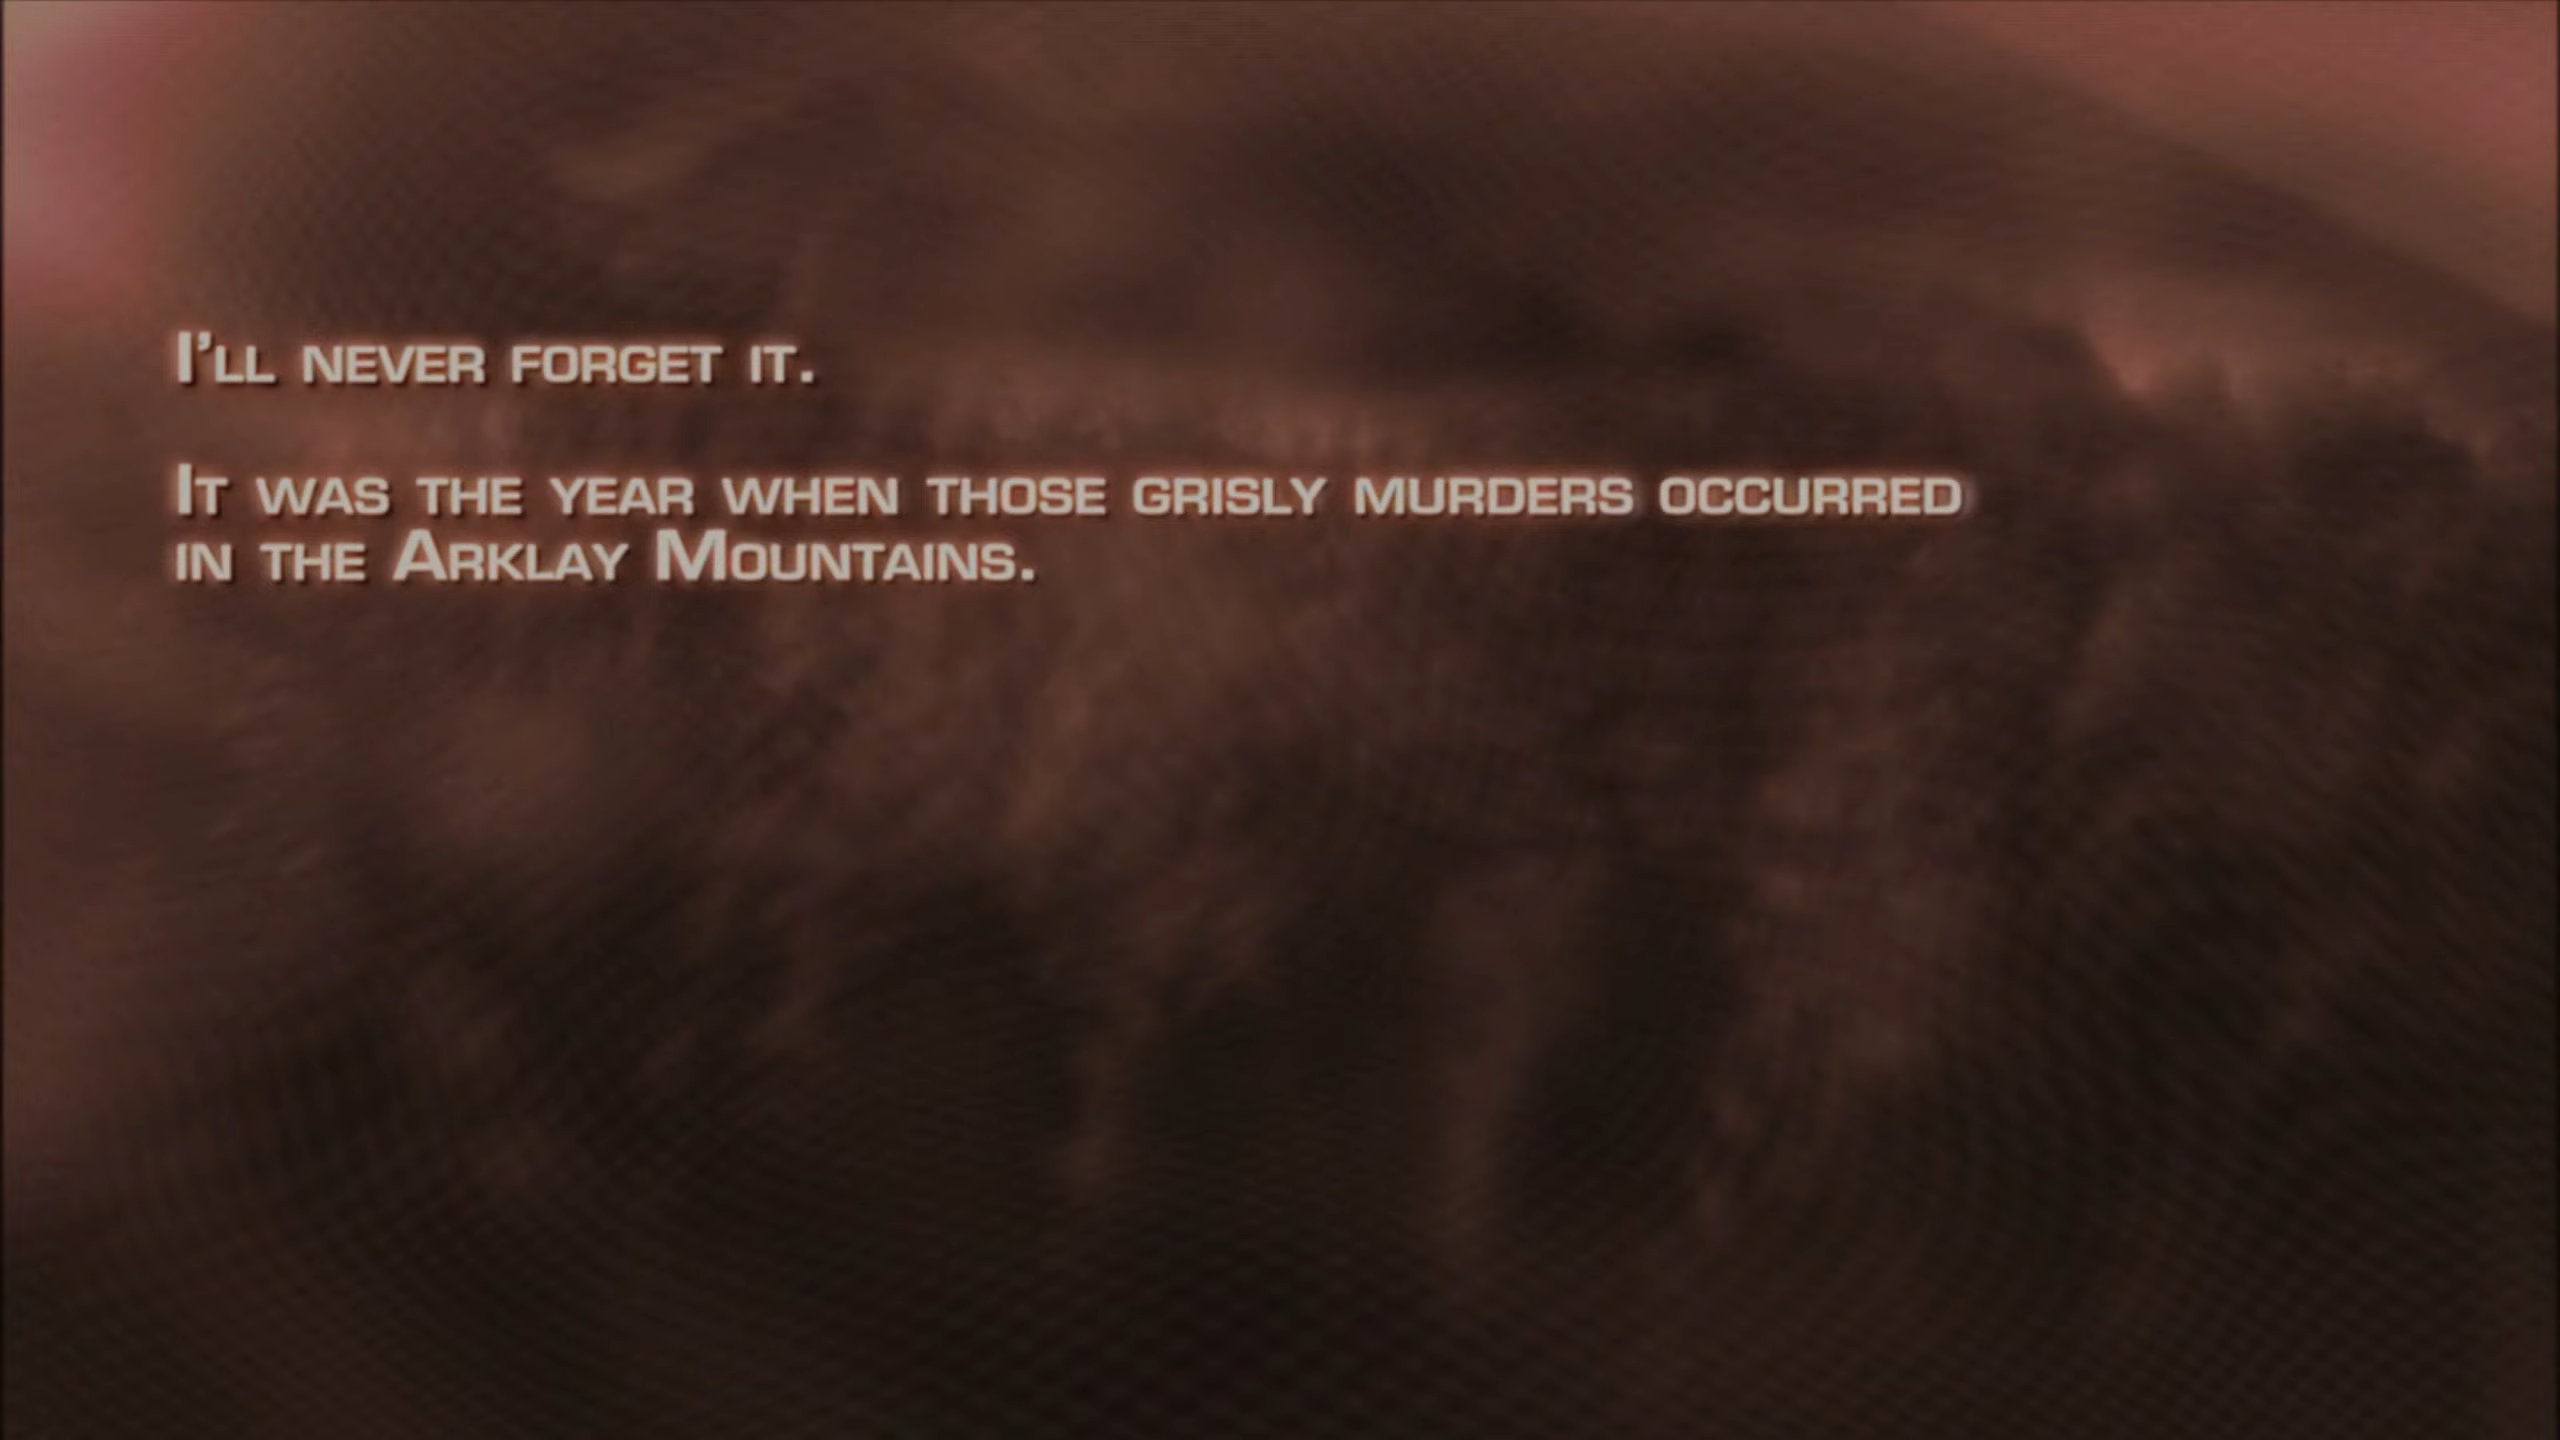 I'll never forget it.
It was the year when those grisly murders occurred
in the Arklay Mountains.